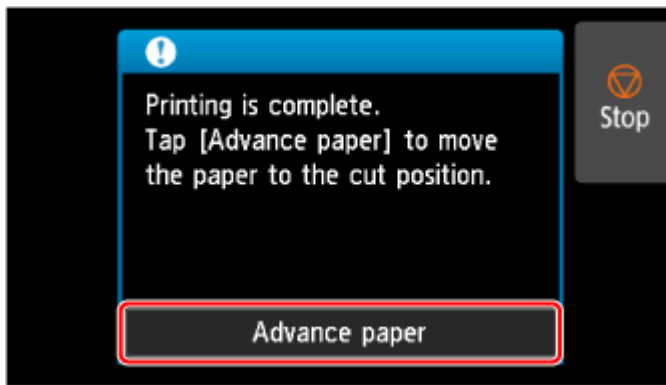 Printing is complete.
Tap [Advance paper] to move
the paper to the cut position.
Stop
Advance paper